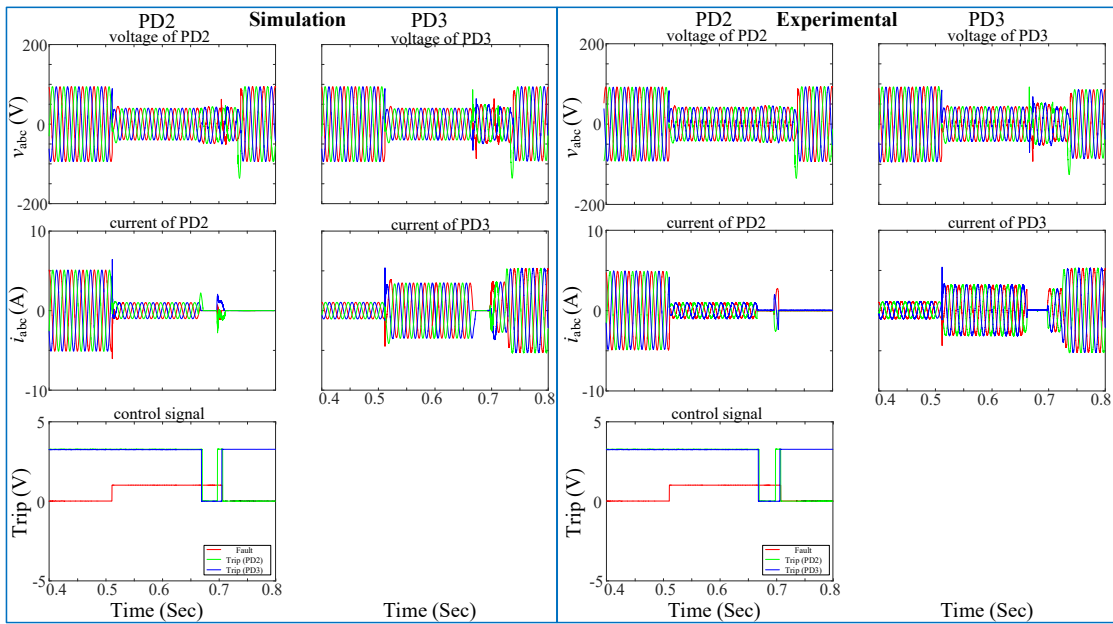 PD2 Simulation PD3
voltage of PD2 voltage of PD3
200
0
-200
vabc (V)
current of PD2 current of PD3
10
0
-10
iabc (A)
0.4 0.5 0.6 0.7 0.8
control signal
5
0
-5
Trip (V)
Fault
Trip (PD2)
Trip (PD3)
0.4 0.5 0.6 0.7 0.8
Time (Sec) Time (Sec)
PD2 Experimental PD3
voltage of PD2 voltage of PD3
200
0
-200
vabc (V)
current of PD2 current of PD3
10
0
-10
iabc (A)
0.4 0.5 0.6 0.7 0.8
control signal
5
0
-5
Trip (V)
Fault
Trip (PD2)
Trip (PD3)
0.4 0.5 0.6 0.7 0.8
Time (Sec) Time (Sec)